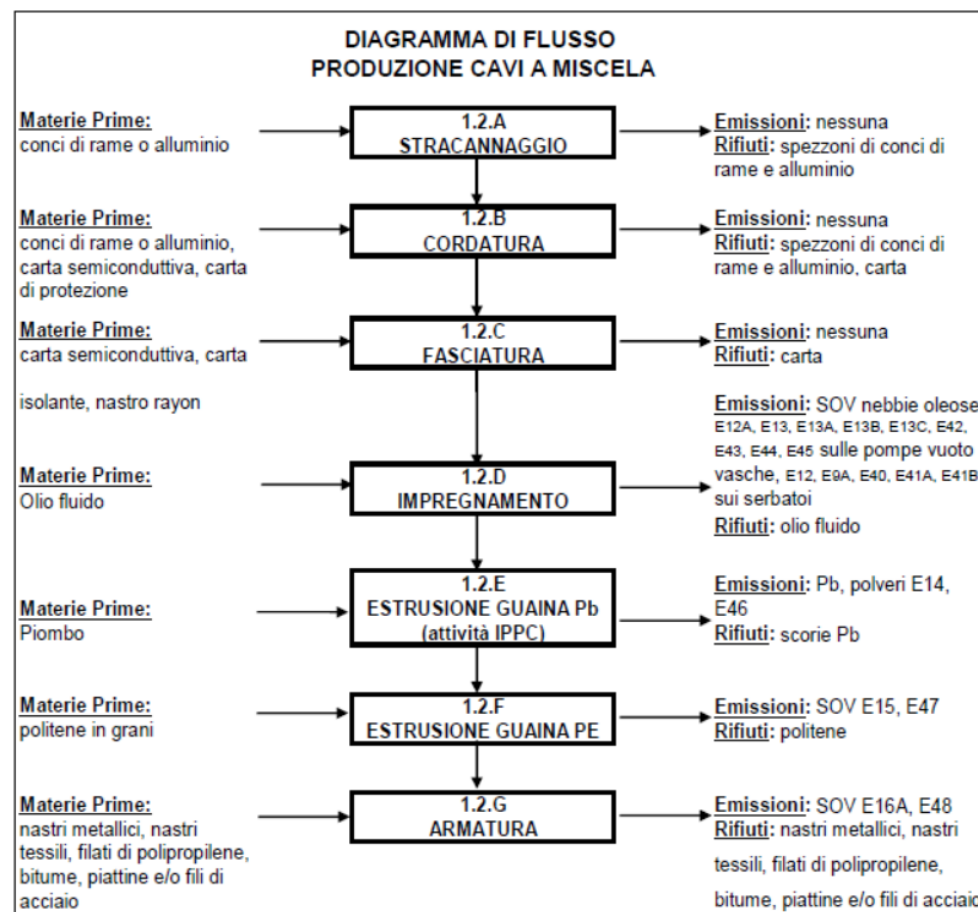 DIAGRAMMA DI FLUSSO
PRODUZIONE CAVI A MISCELA
Materie Prime:
conci di rame o alluminio
1.2.A
STRACANNAGGIO
Emissioni: nessuna
Rifiuti: spezzoni di conci di
rame e alluminio
Materie Prime:
conci di rame o alluminio,
carta semiconduttiva, carta
di protezione
1.2.B
CORDATURA
Emissioni: nessuna
Rifiuti: spezzoni di conci di
rame e alluminio, carta
Materie Prime:
carta semiconduttiva, carta
isolante, nastro rayon
1.2.C
FASCIATURA
Emissioni: nessuna
Rifiuti: carta
Materie Prime:
Olio fluido
1.2.D
IMPREGNAMENTO
Emissioni: SOV nebbie oleose
E12A, E13, E13A, E13B, E13C, E42,
E43, E44, E45 sulle pompe vuoto
vasche, E12, E9A, E40, E41A, E41B
sui serbatoi
Rifiuti: olio fluido
Materie Prime:
Piombo
1.2.E
ESTRUSIONE GUAINA Pb
(attività IPPC)
Emissioni: Pb, polveri E14,
E46
Rifiuti: scorie Pb
Materie Prime:
politene in grani
1.2.F
ESTRUSIONE GUAINA PE
Emissioni: SOV E15, E47
Rifiuti: politene
Materie Prime:
nastri metallici, nastri
tessili, filati di polipropilene,
bitume, piattine e/o fili di
acciaio
1.2.G
ARMATURA
Emissioni: SOV E16A, E48
Rifiuti: nastri metallici, nastri
tessili, filati di polipropilene,
bitume, piattine e/o fili di acciaio